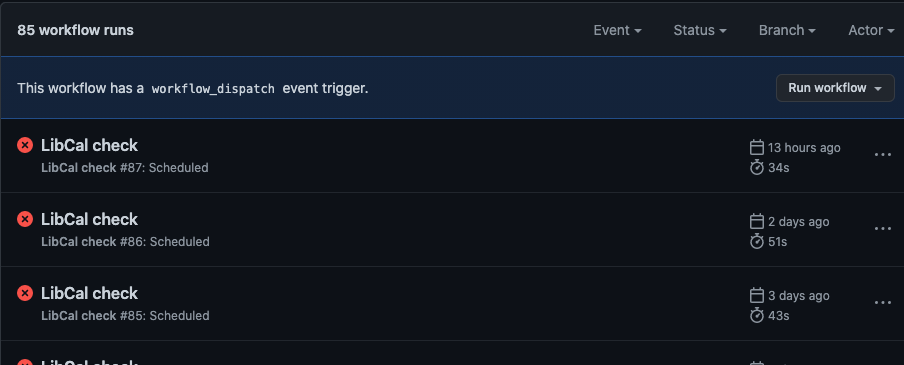 85 workflow runs
Event Status Branch Actor
This workflow has a workflow_dispatch event trigger.
Run workflow
LibCal check
LibCal check #87: Scheduled
13 hours ago
34s
LibCal check
LibCal check #86: Scheduled
2 days ago
51s
LibCal check
LibCal check #85: Scheduled
3 days ago
43s
LibCal check